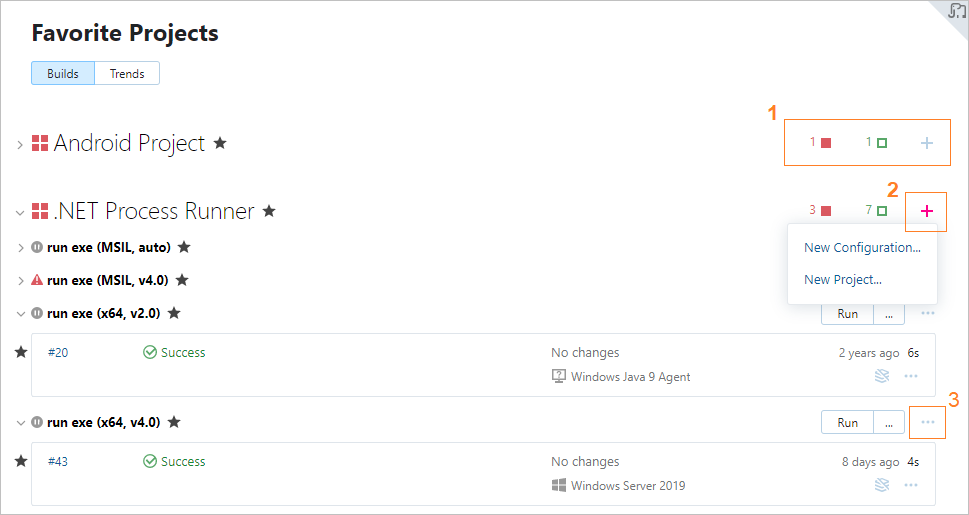 Favorite Projects
Builds Trends
1
Android Project 1 1
2
.NET Process Runner 3 7
run exe (MSIL, auto) New Configuration...
run exe (MSIL, v4.0) New Project...
run exe (x64, v2.0) Run ...
#20 Success No changes 2 years ago 6s
Windows Java 9 Agent
3
run exe (x64, v4.0) Run ...
#43 Success No changes 8 days ago 4s
Windows Server 2019